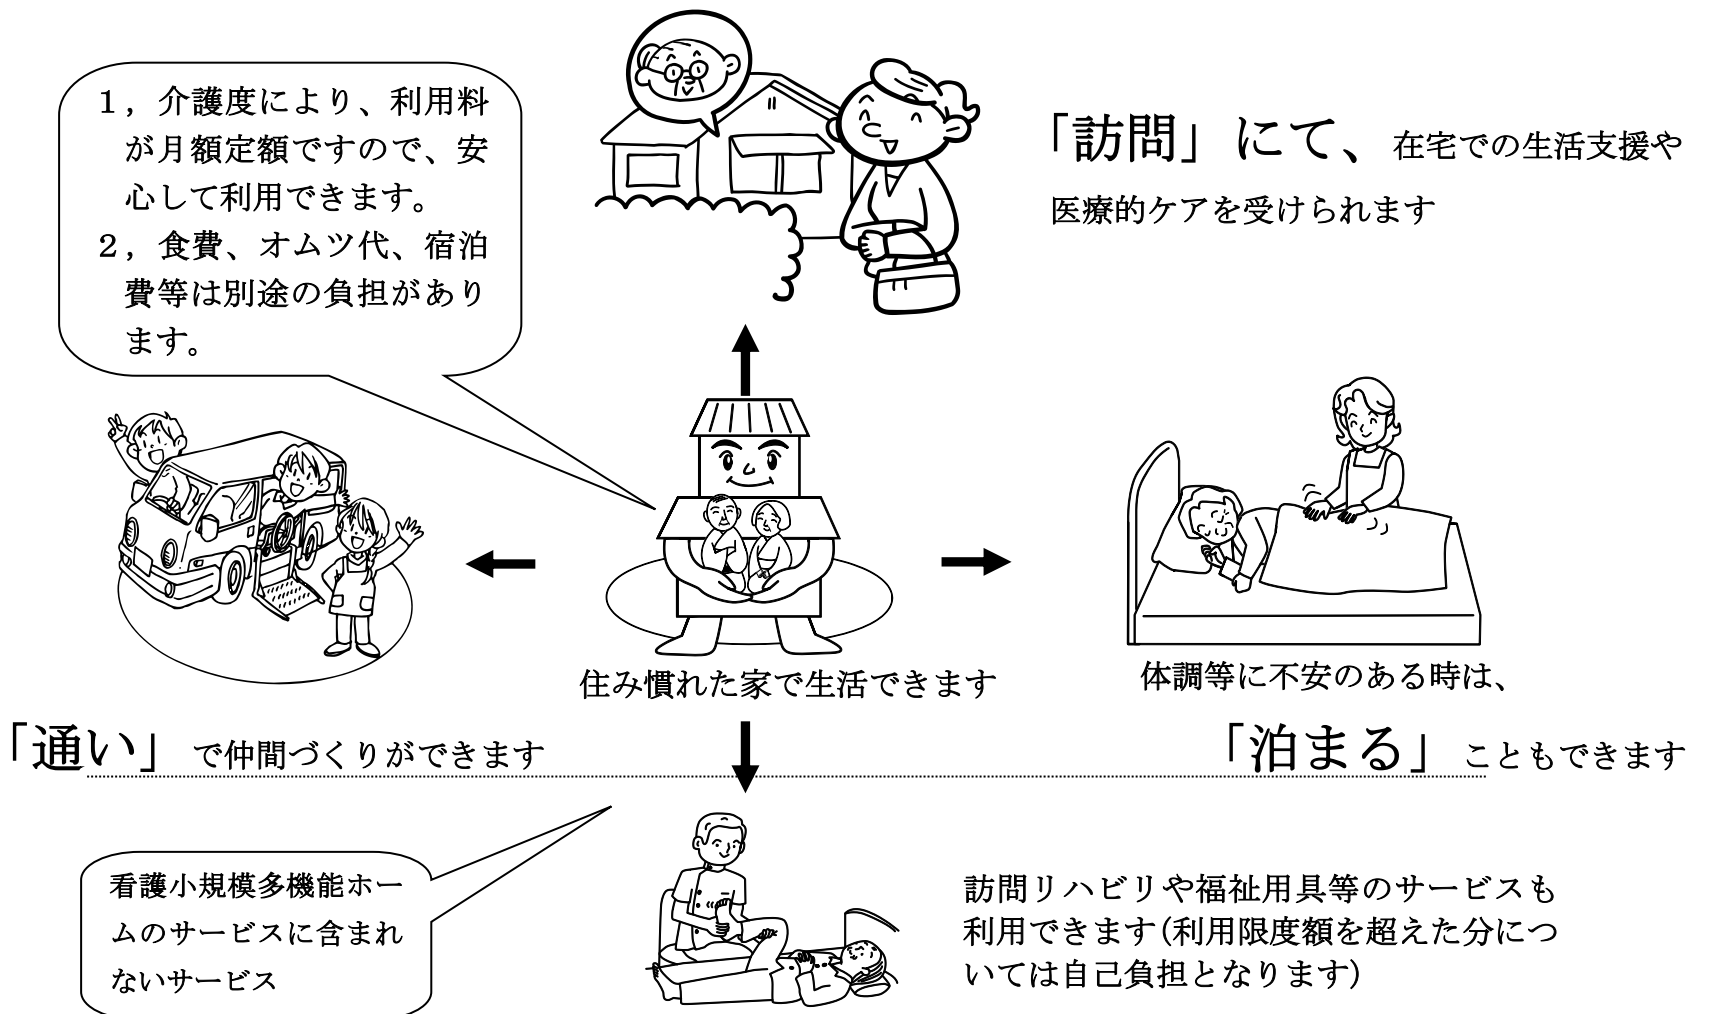 1，介護度により、利用料
が月額定額ですので、安
心して利用できます。
2，食費、オムツ代、宿泊
費等は別途の負担があり
ます。
「訪問」にて、在宅での生活支援や
医療的ケアを受けられます
住み慣れた家で生活できます
体調等に不安のある時は、
「通い」で仲間づくりができます
「泊まる」こともできます
看護小規模多機能ホー
ムのサービスに含まれ
ないサービス
訪問リハビリや福祉用具等のサービスも
利用できます(利用限度額を超えた分につ
いては自己負担となります)